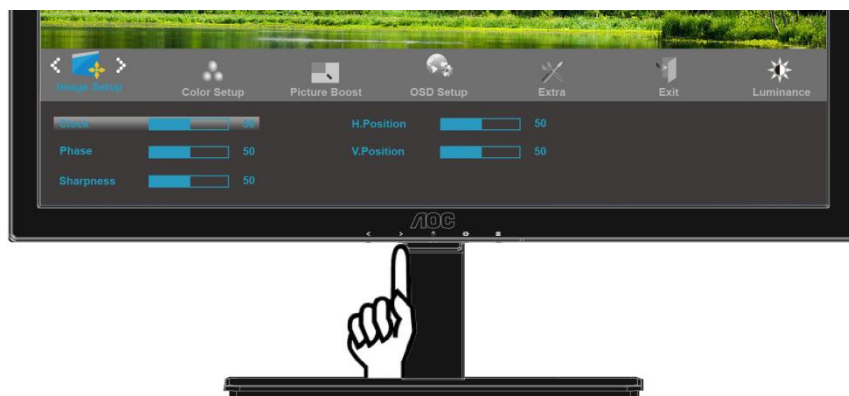 Image Setup
Color Setup
Picture Boost
OSD Setup
Extra
Exit
Luminance
Clock 50 H.Position 50
Phase 50 V.Position 50
Sharpness 50
AOC